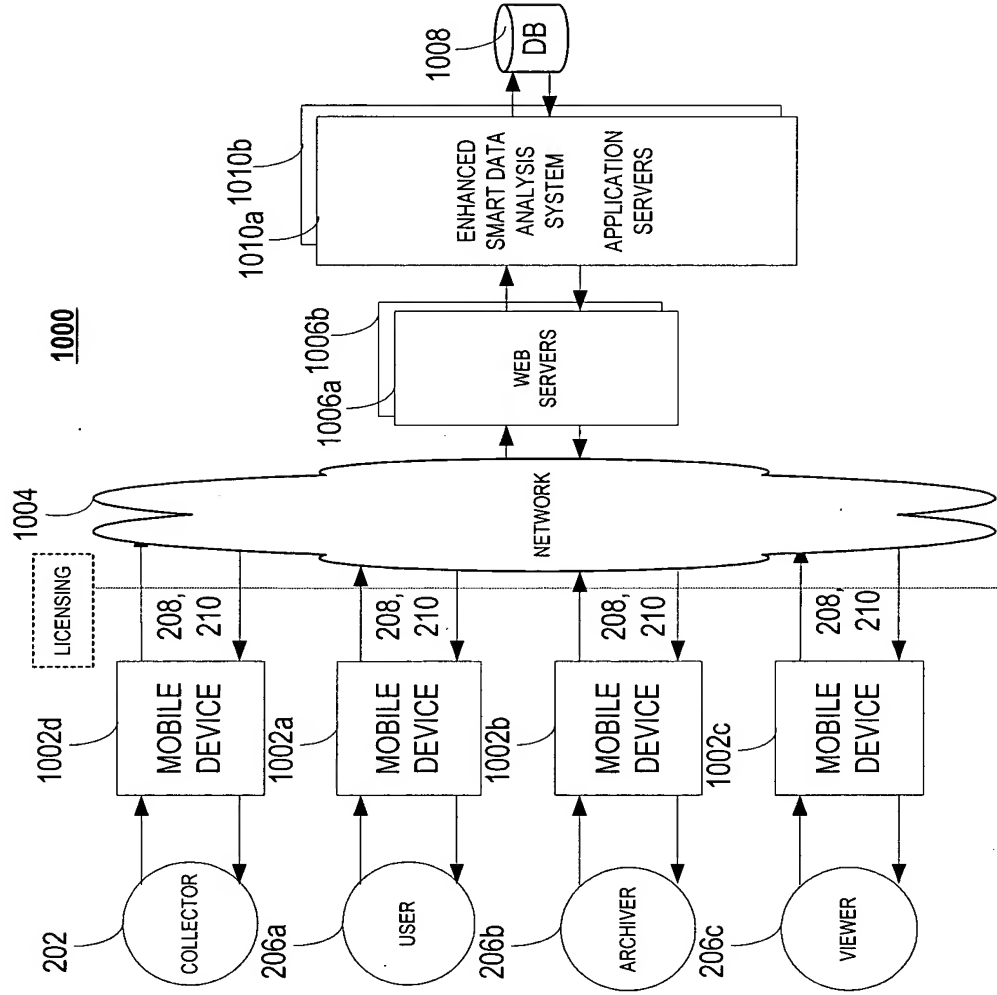 1000
LICENSING
1004
1002d
MOBILE
DEVICE
202
COLLECTOR
208,
210
1002a
MOBILE
DEVICE
206a
USER
208,
210
1002b
MOBILE
DEVICE
206b
ARCHIVER
208,
210
1002c
MOBILE
DEVICE
206c
VIEWER
208,
210
NETWORK
1006a
1006b
WEB
SERVERS
1010a
1010b
ENHANCED
SMART DATA
ANALYSIS
SYSTEM
APPLICATION
SERVERS
1008
DB